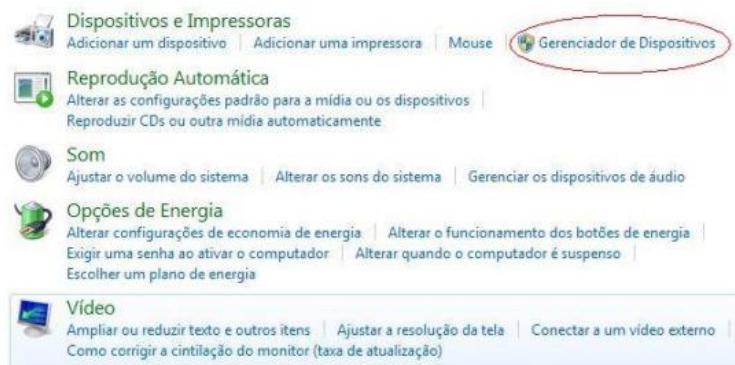 Dispositivos e Impressoras
Adicionar um dispositivo | Adicionar uma impressora | Mouse | Gerenciador de Dispositivos
Reprodução Automática
Alterar as configurações padrão para a mídia ou os dispositivos |
Reproduzir CDs ou outra mídia automaticamente
Som
Ajustar o volume do sistema | Alterar os sons do sistema | Gerenciar os dispositivos de áudio
Opções de Energia
Alterar configurações de economia de energia | Alterar o funcionamento dos botões de energia |
Exigir uma senha ao ativar o computador | Alterar quando o computador é suspenso |
Escolher um plano de energia
Vídeo
Ampliar ou reduzir texto e outros itens | Ajustar a resolução da tela | Conectar a um vídeo externo |
Como corrigir a cintilação do monitor (taxa de atualização)